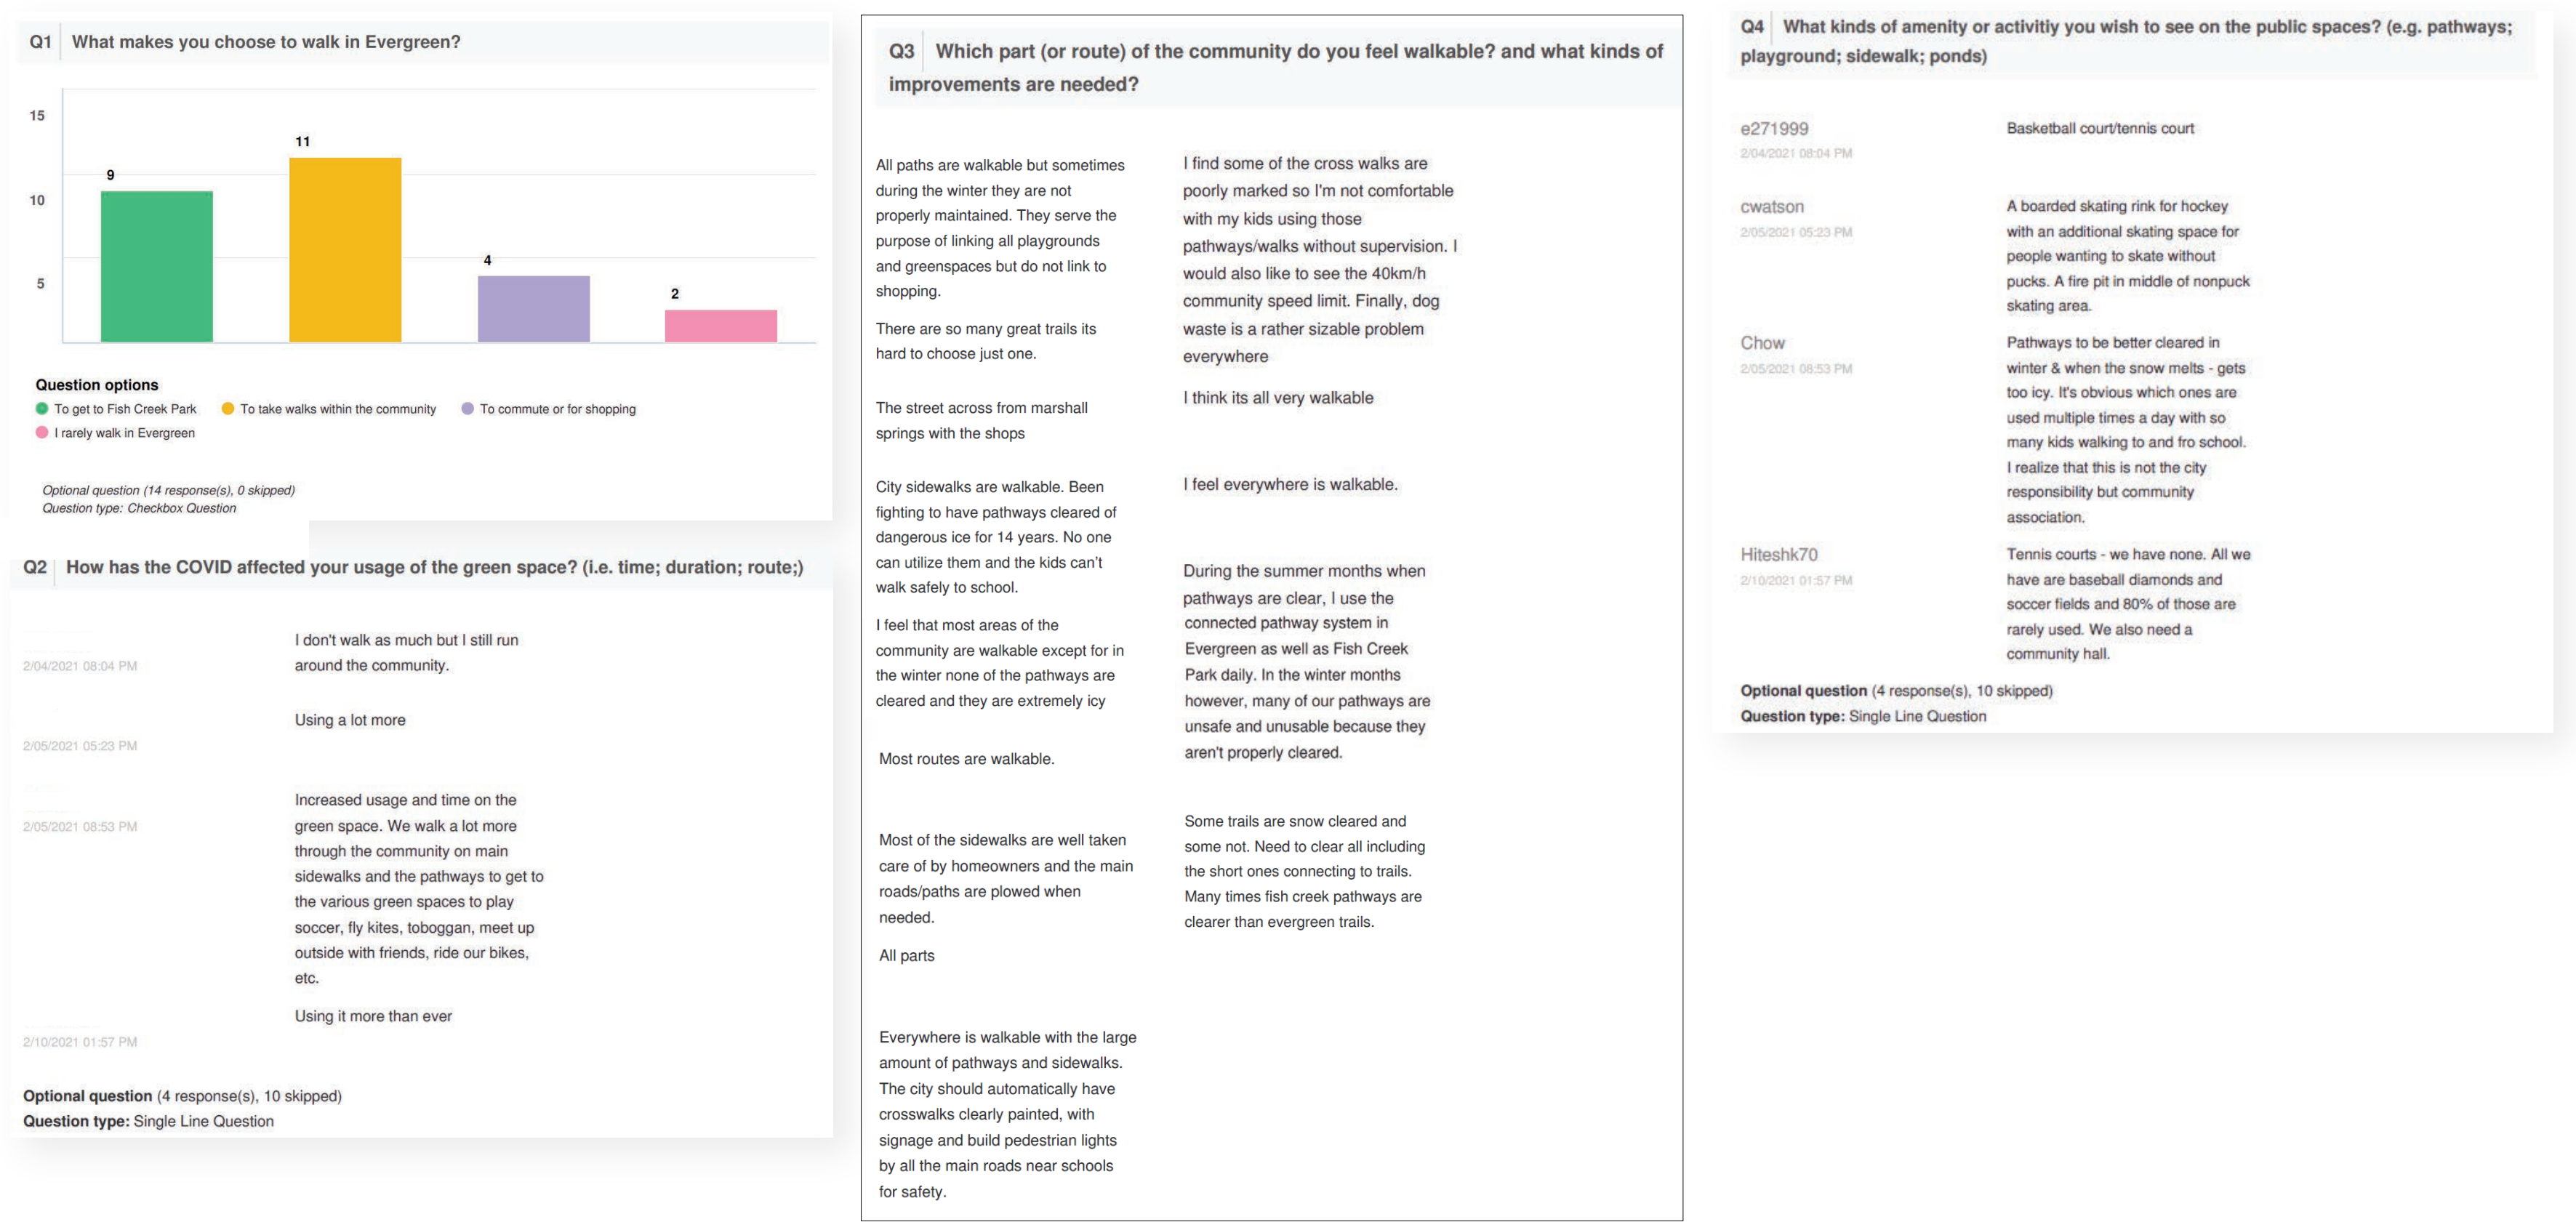 Q1 What makes you choose to walk in Evergreen?
15
10
5
9
11
4
2
Question options
To get to Fish Creek Park
To take walks within the community
To commute or for shopping
I rarely walk in Evergreen
Optional question (14 response(s), 0 skipped)
Question type: Checkbox Question
Q2 How has the COVID affected your usage of the green space? (i.e. time; duration; route;)
I don't walk as much but I still run
around the community.
2/04/2021 08:04 PM
Using a lot more
2/05/2021 05:23 PM
Increased usage and time on the
green space. We walk a lot more
through the community on main
sidewalks and the pathways to get to
the various green spaces to play
soccer, fly kites, toboggan, meet up
outside with friends, ride our bikes,
etc.
2/05/2021 08:53 PM
Using it more than ever
2/10/2021 01:57 PM
Optional question (4 response(s), 10 skipped)
Question type: Single Line Question
Q3 Which part (or route) of the community do you feel walkable? and what kinds of
improvements are needed?
All paths are walkable but sometimes
during the winter they are not
properly maintained. They serve the
purpose of linking all playgrounds
and greenspaces but do not link to
shopping.
There are so many great trails its
hard to choose just one.
The street across from marshall
springs with the shops
City sidewalks are walkable. Been
fighting to have pathways cleared of
dangerous ice for 14 years. No one
can utilize them and the kids can't
walk safely to school.
I feel that most areas of the
community are walkable except for in
the winter none of the pathways are
cleared and they are extremely icy
Most routes are walkable.
Most of the sidewalks are well taken
care of by homeowners and the main
roads/paths are plowed when
needed.
All parts
Everywhere is walkable with the large
amount of pathways and sidewalks.
The city should automatically have
crosswalks clearly painted, with
signage and build pedestrian lights
by all the main roads near schools
for safety.
I find some of the cross walks are
poorly marked so I'm not comfortable
with my kids using those
pathways/walks without supervision. I
would also like to see the 40km/h
community speed limit. Finally, dog
waste is a rather sizable problem
everywhere
I think its all very walkable
I feel everywhere is walkable.
During the summer months when
pathways are clear, I use the
connected pathway system in
Evergreen as well as Fish Creek
Park daily. In the winter months
however, many of our pathways are
unsafe and unusable because they
aren't properly cleared.
Some trails are snow cleared and
some not. Need to clear all including
the short ones connecting to trails.
Many times fish creek pathways are
clearer than evergreen trails.
Q4 What kinds of amenity or activitiy you wish to see on the public spaces? (e.g. pathways;
playground; sidewalk; ponds)
e271999
2/04/2021 08:04 PM
Basketball court/tennis court
cwatson
2/05/2021 05:23 PM
A boarded skating rink for hockey
with an additional skating space for
people wanting to skate without
pucks. A fire pit in middle of nonpuck
skating area.
Chow
2/05/2021 08:53 PM
Pathways to be better cleared in
winter & when the snow melts - gets
too icy. It's obvious which ones are
used multiple times a day with so
many kids walking to and fro school.
I realize that this is not the city
responsibility but community
association.
Hiteshk70
2/10/2021 01:57 PM
Tennis courts - we have none. All we
have are baseball diamonds and
soccer fields and 80% of those are
rarely used. We also need a
community hall.
Optional question (4 response(s), 10 skipped)
Question type: Single Line Question